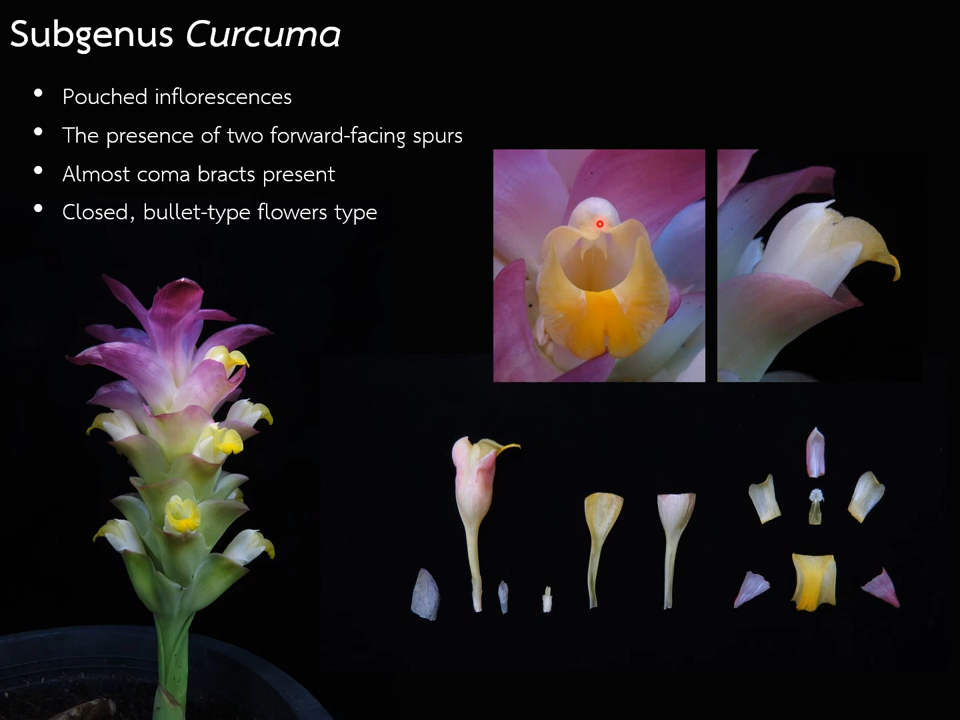 Subgenus Curcuma
• Pouched inflorescences
• The presence of two forward-facing spurs
• Almost coma bracts present
• Closed, bullet-type flowers type